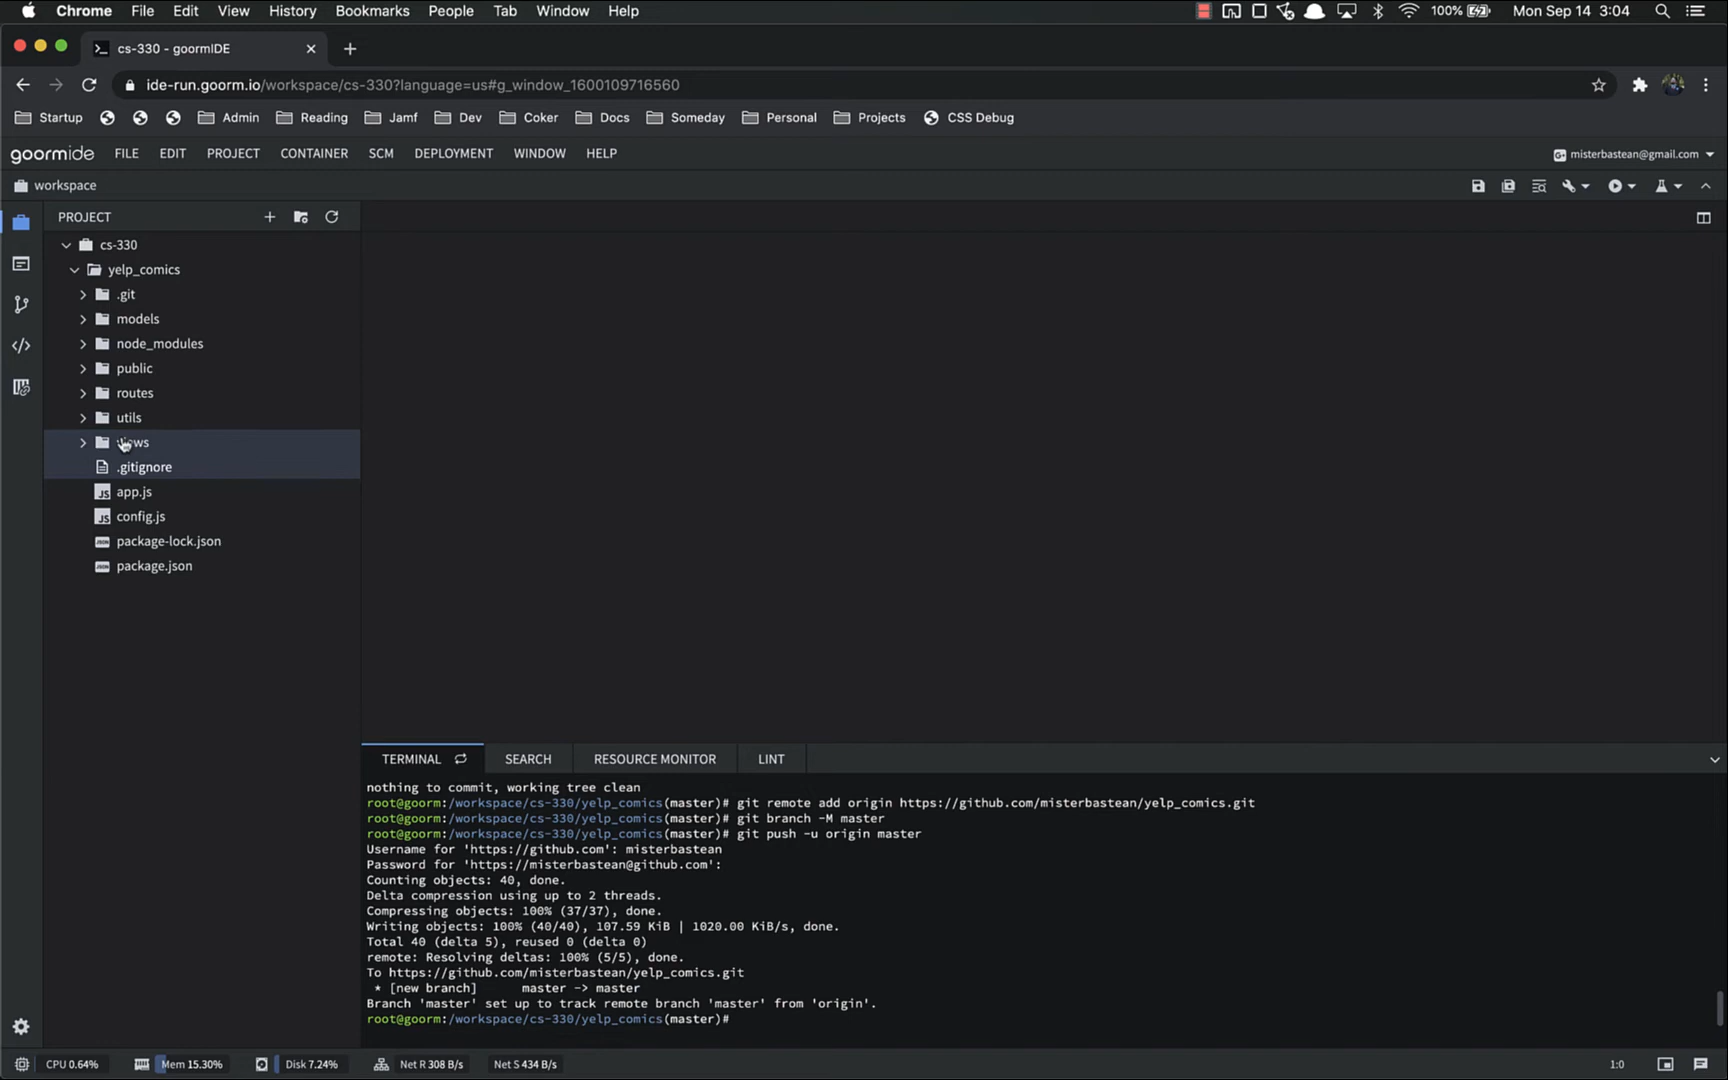 Chrome File Edit View History Bookmarks People Tab Window Help 100% Mon Sep 14 3:04
cs-330 - goormIDE
ide-run.goorm.io/workspace/cs-330?language=us#g_window_1600109716560
Startup Admin Reading Jamf Dev Coker Docs Someday Personal Projects CSS Debug
goormide FILE EDIT PROJECT CONTAINER SCM DEPLOYMENT WINDOW HELP misterbastean@gmail.com
workspace
PROJECT
cs-330
yelp_comics
.git
models
node_modules
public
routes
utils
views
.gitignore
JS app.js
JS config.js
package-lock.json
package.json
TERMINAL SEARCH RESOURCE MONITOR LINT
nothing to commit, working tree clean
root@goorm:/workspace/cs-330/yelp_comics(master)# git remote add origin https://github.com/misterbastean/yelp_comics.git
root@goorm:/workspace/cs-330/yelp_comics(master)# git branch -M master
root@goorm:/workspace/cs-330/yelp_comics(master)# git push -u origin master
Username for 'https://github.com': misterbastean
Password for 'https://misterbastean@github.com':
Counting objects: 40, done.
Delta compression using up to 2 threads.
Compressing objects: 100% (37/37), done.
Writing objects: 100% (40/40), 107.59 KiB | 1020.00 KiB/s, done.
Total 40 (delta 5), reused 0 (delta 0)
remote: Resolving deltas: 100% (5/5), done.
To https://github.com/misterbastean/yelp_comics.git
* [new branch] master -> master
Branch 'master' set up to track remote branch 'master' from 'origin'.
root@goorm:/workspace/cs-330/yelp_comics(master)#
CPU 0.64% Mem 15.30% Disk 7.24% Net R 308 B/s Net S 434 B/s 1:0